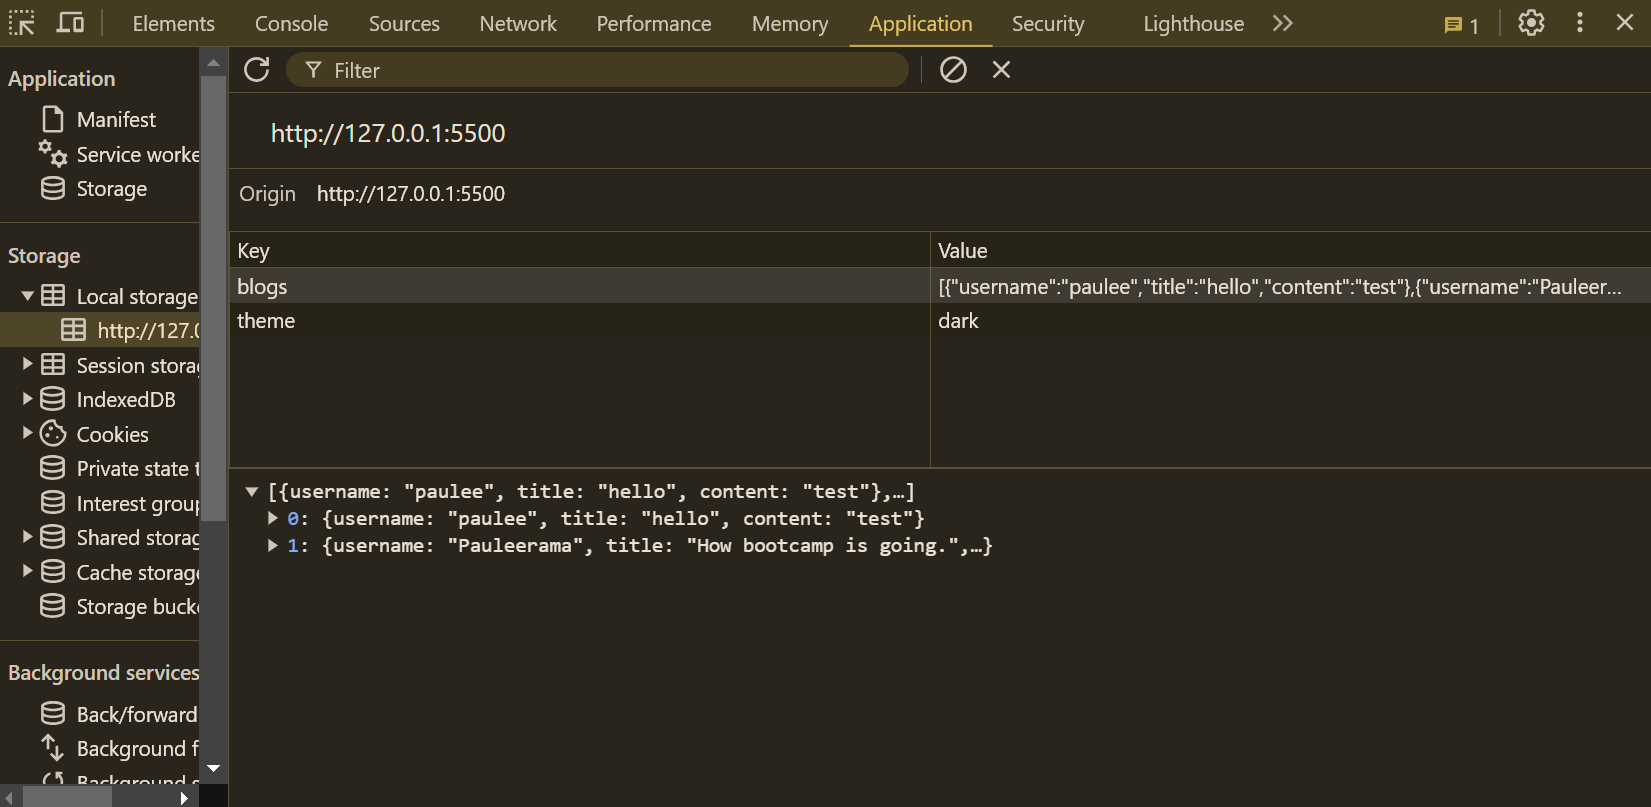 Elements Console Sources Network Performance Memory Application Security Lighthouse 1
Application
Manifest
Service worke
Storage
Storage
Local storage
http://127.0
Session storag
IndexedDB
Cookies
Private state t
Interest group
Shared storag
Cache storage
Storage bucke
Background services
Back/forward
Background f
Background s
Filter
http://127.0.0.1:5500
Origin http://127.0.0.1:5500
Key Value
blogs [{"username":"paulee","title":"hello","content":"test"},{"username":"Pauleer...
theme dark
[{username: "paulee", title: "hello", content: "test"},…]
0: {username: "paulee", title: "hello", content: "test"}
1: {username: "Pauleerama", title: "How bootcamp is going.",…}